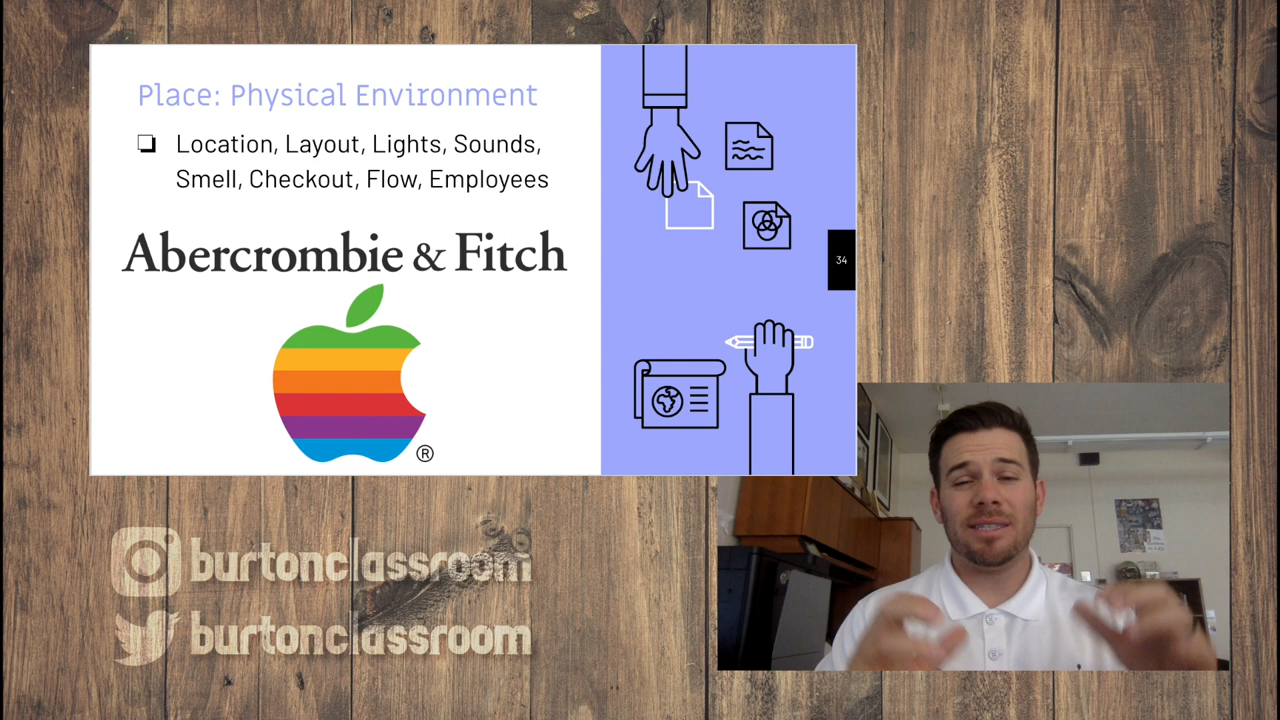 Place: Physical Environment
Location, Layout, Lights, Sounds,
Smell, Checkout, Flow, Employees
Abercrombie & Fitch
®
34
burtonclassroom
burtonclassroom